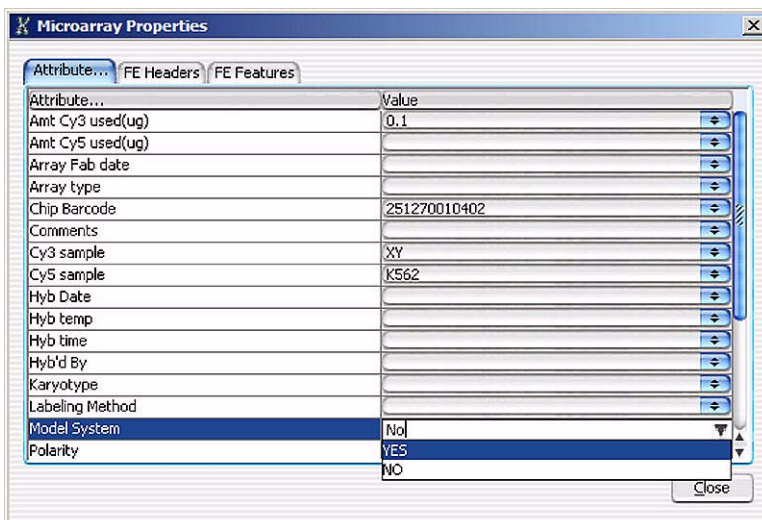 Microarray Properties
Attribute... FE Headers FE Features
Attribute... Value
Amt Cy3 used(ug) 0.1
Amt Cy5 used(ug)
Array Fab date
Array type
Chip Barcode 251270010402
Comments
Cy3 sample XY
Cy5 sample K562
Hyb Date
Hyb temp
Hyb time
Hyb'd By
Karyotype
Labeling Method
Model System No
Polarity YES
NO
Close